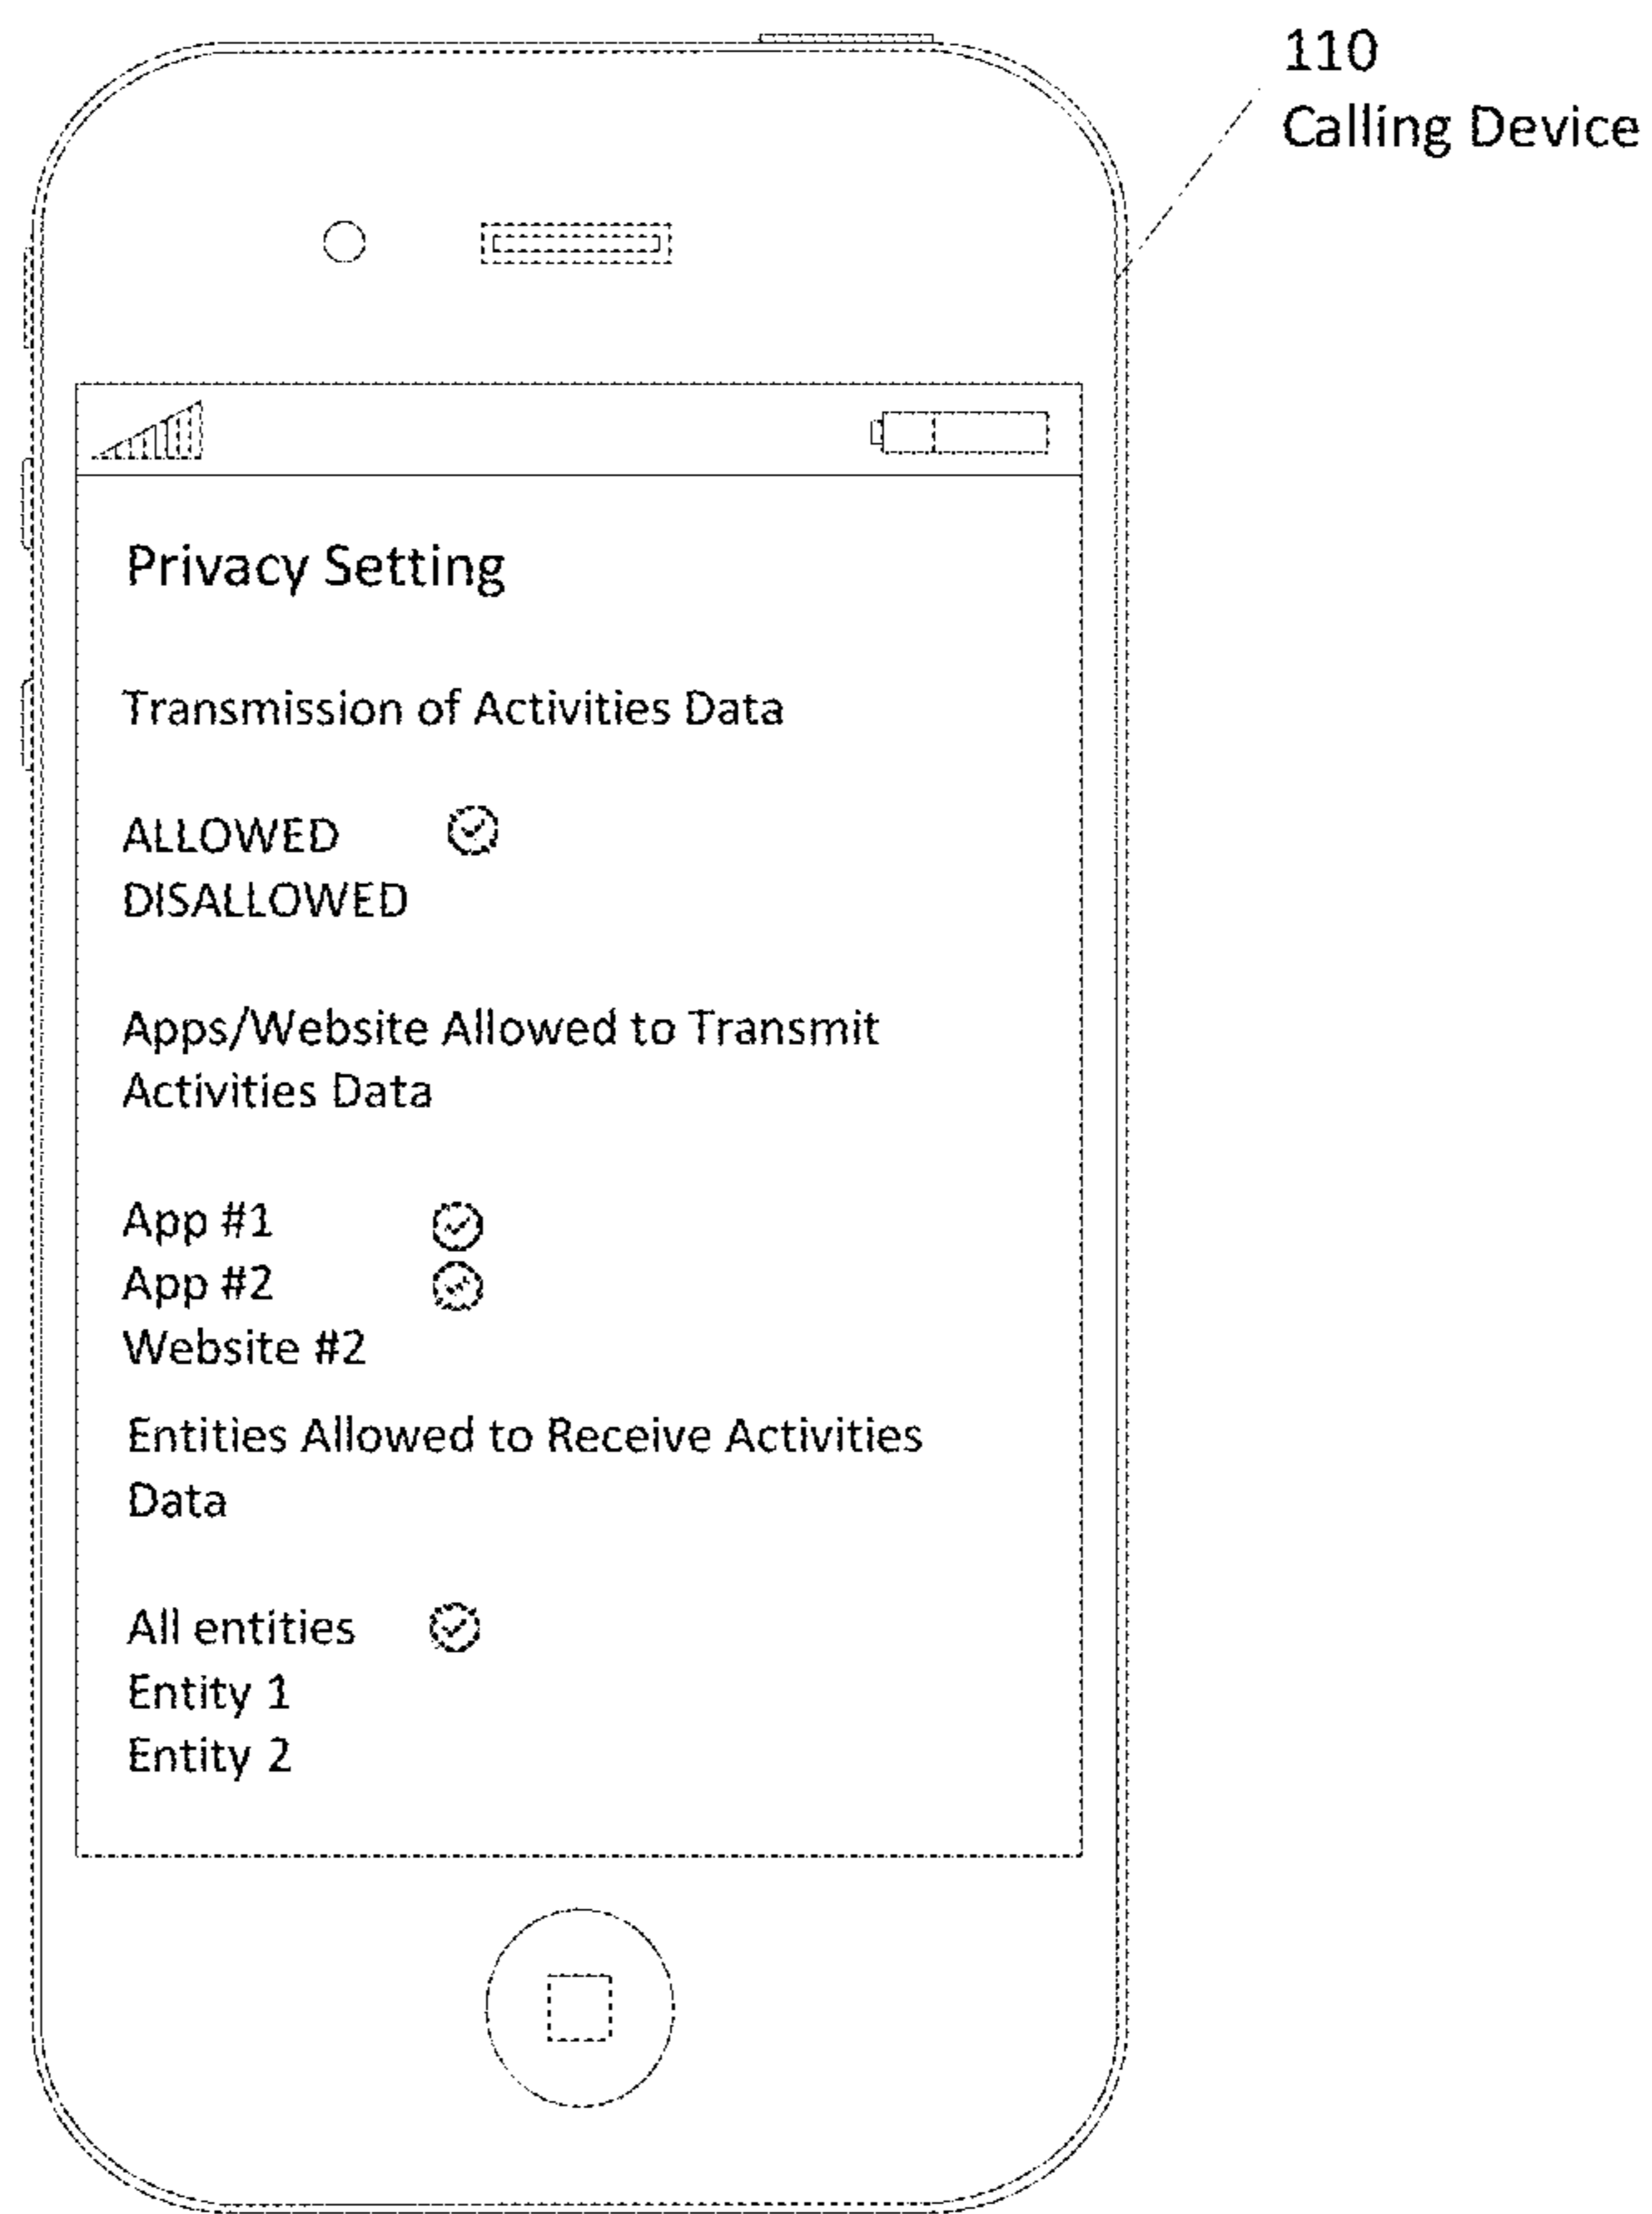 110
Calling Device
Privacy Setting
Transmission of Activities Data
ALLOWED
DISALLOWED
Apps/Website Allowed to Transmit
Activities Data
App #1
App #2
Website #2
Entities Allowed to Receive Activities
Data
All entities
Entity 1
Entity 2